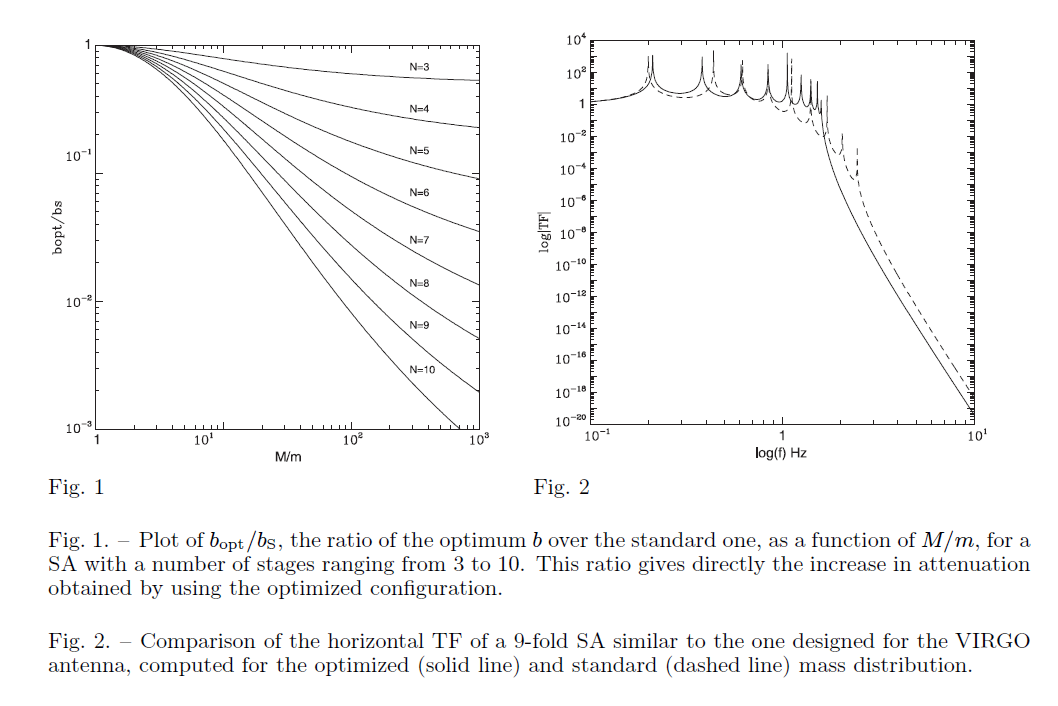 1
10⁻¹
10⁻²
10⁻³
bopt/bs
N=3
N=4
N=5
N=6
N=7
N=8
N=9
N=10
1 10¹ 10² 10³
M/m
10⁴
10²
1
10⁻²
10⁻⁴
10⁻⁶
10⁻⁸
10⁻¹⁰
10⁻¹²
10⁻¹⁴
10⁻¹⁶
10⁻¹⁸
10⁻²⁰
log|TF|
10⁻¹ 1 10¹
log(f) Hz
Fig. 1
Fig. 2
Fig. 1. – Plot of b_opt/b_S, the ratio of the optimum b over the standard one, as a function of M/m, for a
SA with a number of stages ranging from 3 to 10. This ratio gives directly the increase in attenuation
obtained by using the optimized configuration.
Fig. 2. – Comparison of the horizontal TF of a 9-fold SA similar to the one designed for the VIRGO
antenna, computed for the optimized (solid line) and standard (dashed line) mass distribution.